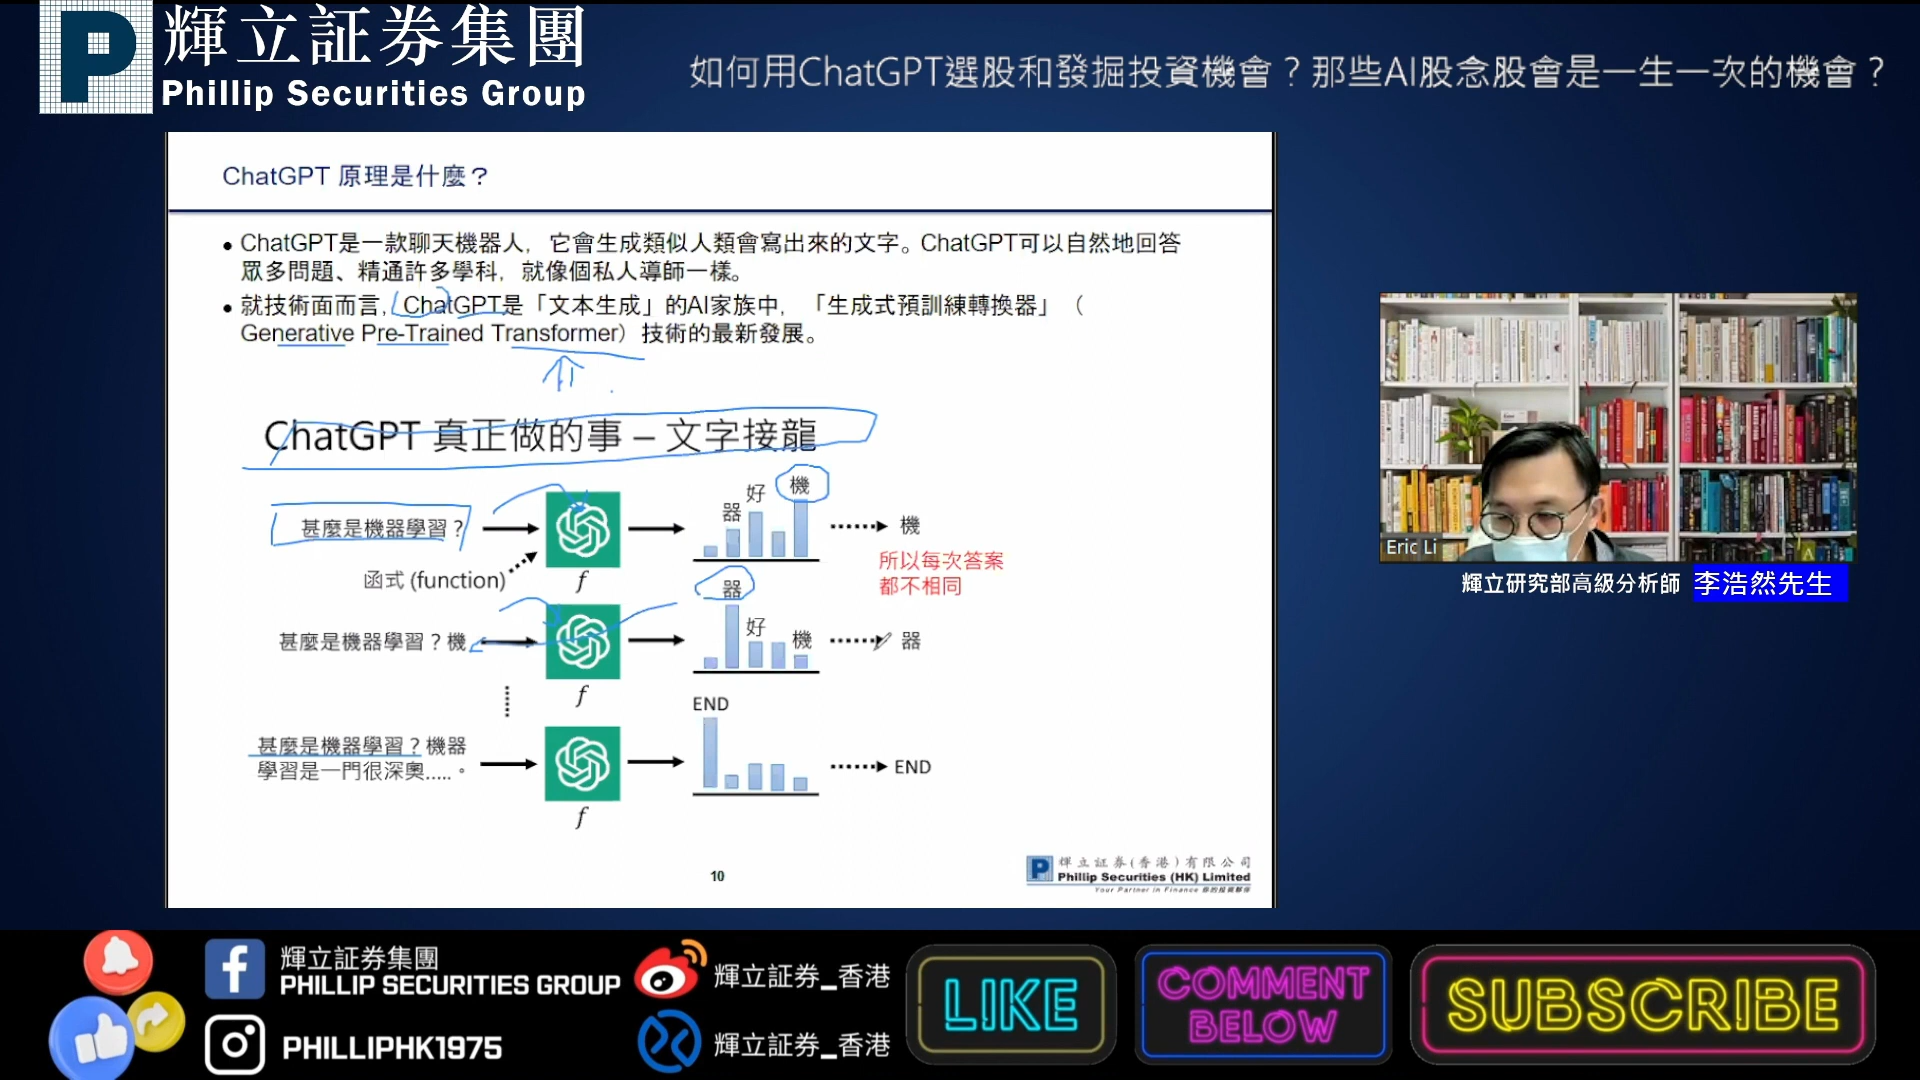 輝立証券集團
Phillip Securities Group
如何用ChatGPT選股和發掘投資機會？那些AI股念股會是一生一次的機會？
ChatGPT 原理是什麼？
• ChatGPT是一款聊天機器人，它會生成類似人類會寫出來的文字。ChatGPT可以自然地回答
眾多問題、精通許多學科，就像個私人導師一樣。
• 就技術面而言，ChatGPT是「文本生成」的AI家族中，「生成式預訓練轉換器」（
Generative Pre-Trained Transformer）技術的最新發展。
ChatGPT 真正做的事 – 文字接龍
甚麼是機器學習？
器 好 機
機
函式 (function)
f
所以每次答案
都不相同
甚麼是機器學習？機
器 好 機
器
f
甚麼是機器學習？機器
學習是一門很深奧.....。
END
END
f
10
輝立証券(香港)有限公司
Phillip Securities (HK) Limited
Your Partner in Finance 你的投資夥伴
Eric Li
輝立研究部高級分析師 李浩然先生
輝立証券集團
PHILLIP SECURITIES GROUP
PHILLIPHK1975
輝立証券_香港
輝立証券_香港
LIKE
COMMENT
BELOW
SUBSCRIBE